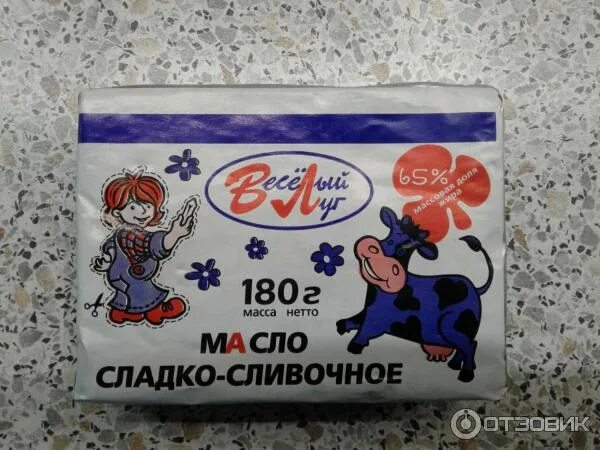 Весёлый
Луг
65%
массовая доля
жира
180 г
масса нетто
МАСЛО
СЛАДКО-СЛИВОЧНОЕ
ОТЗОВИК